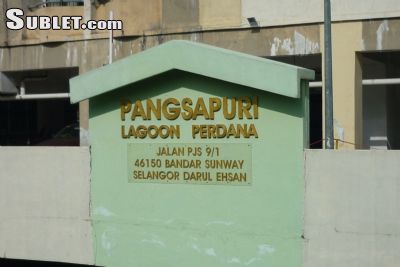 SUBLET.com
PANGSAPURI
LAGOON PERDANA
JALAN PJS 9/1
46150 BANDAR SUNWAY
SELANGOR DARUL EHSAN